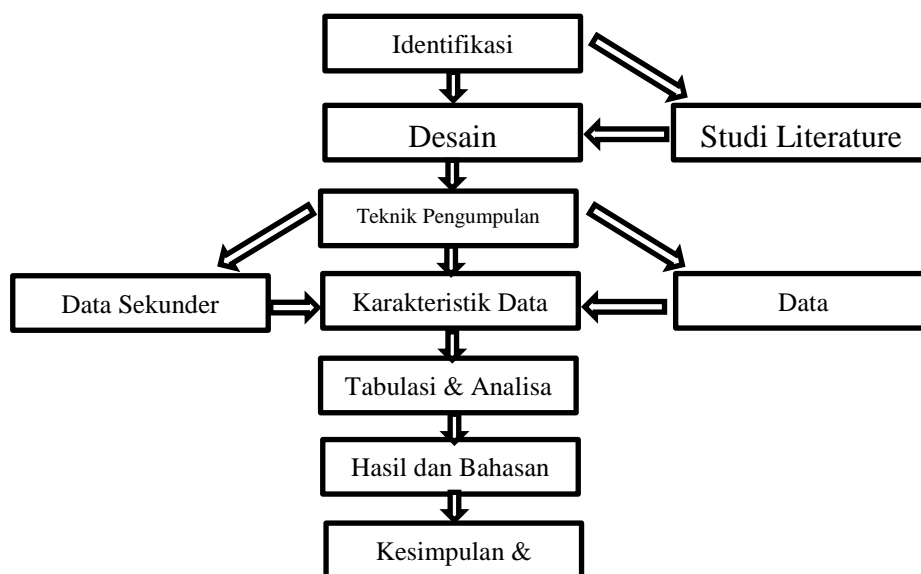 Identifikasi
Desain
Studi Literature
Teknik Pengumpulan
Data Sekunder
Karakteristik Data
Data
Tabulasi & Analisa
Hasil dan Bahasan
Kesimpulan &